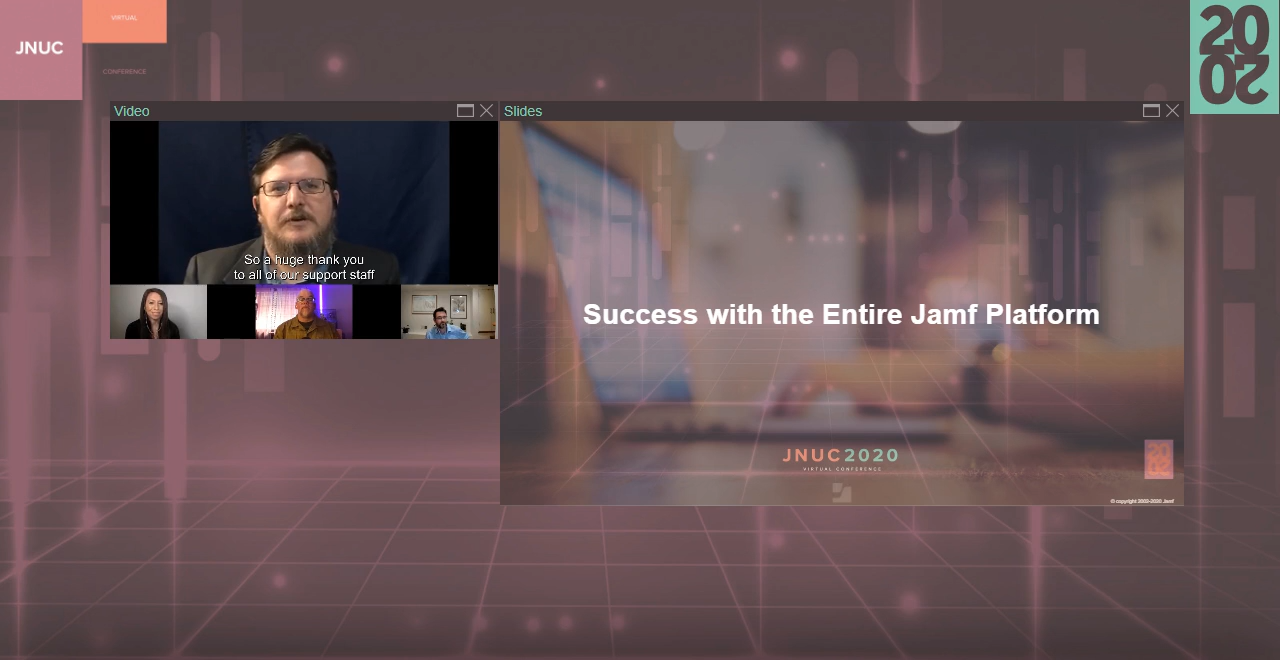 JNUC
VIRTUAL
CONFERENCE
2020
Video
Slides
So a huge thank you
to all of our support staff
Success with the Entire Jamf Platform
JNUC2020
VIRTUAL CONFERENCE
2020
© copyright 2002-2020 Jamf